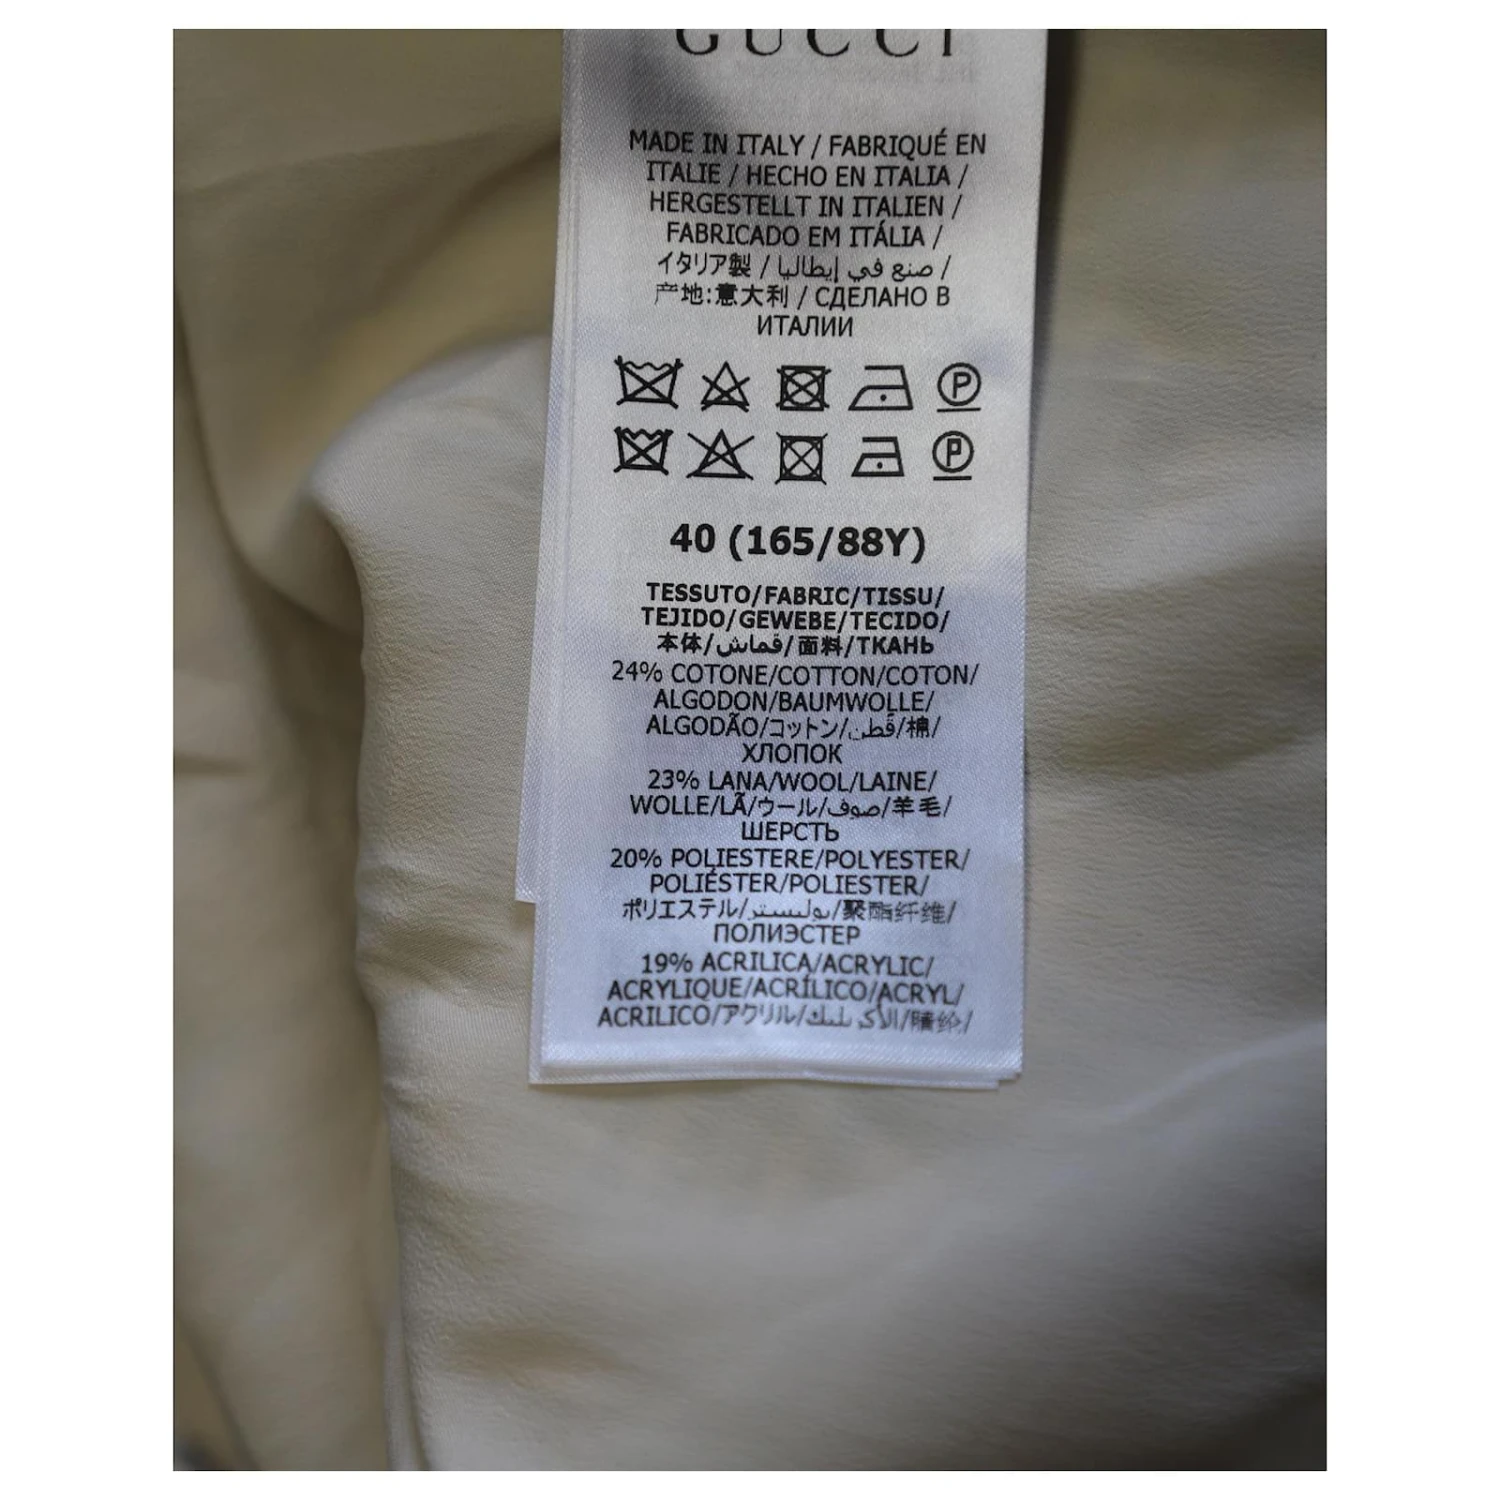 GUCCI
MADE IN ITALY / FABRIQUÉ EN
ITALIE / HECHO EN ITALIA /
HERGESTELLT IN ITALIEN /
FABRICADO EM ITÁLIA /
イタリア製 / صنع في إيطاليا /
产地:意大利 / СДЕЛАНО В
ИТАЛИИ
P
P
40 (165/88Y)
TESSUTO/FABRIC/TISSU/
TEJIDO/GEWEBE/TECIDO/
本体/قماش/面料/ТКАНЬ
24% COTONE/COTTON/COTON/
ALGODON/BAUMWOLLE/
ALGODÃO/コットン/قطن/棉/
ХЛОПОК
23% LANA/WOOL/LAINE/
WOLLE/LÃ/ウール/صوف/羊毛/
ШЕРСТЬ
20% POLIESTERE/POLYESTER/
POLIÉSTER/POLIESTER/
ポリエステル/بوليستر/聚酯纤维/
ПОЛИЭСТЕР
19% ACRILICA/ACRYLIC/
ACRYLIQUE/ACRÍLICO/ACRYL/
ACRILICO/アクリル/